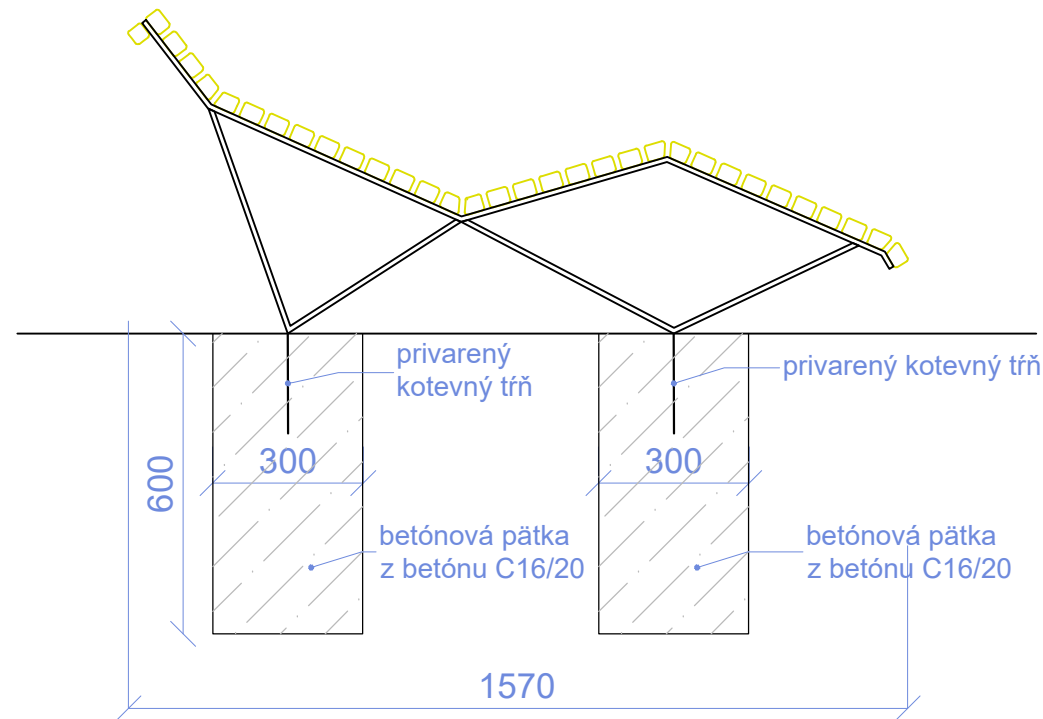 privarený
kotevný tŕň
privarený kotevný tŕň
300
300
600
betónová pätka
z betónu C16/20
betónová pätka
z betónu C16/20
1570